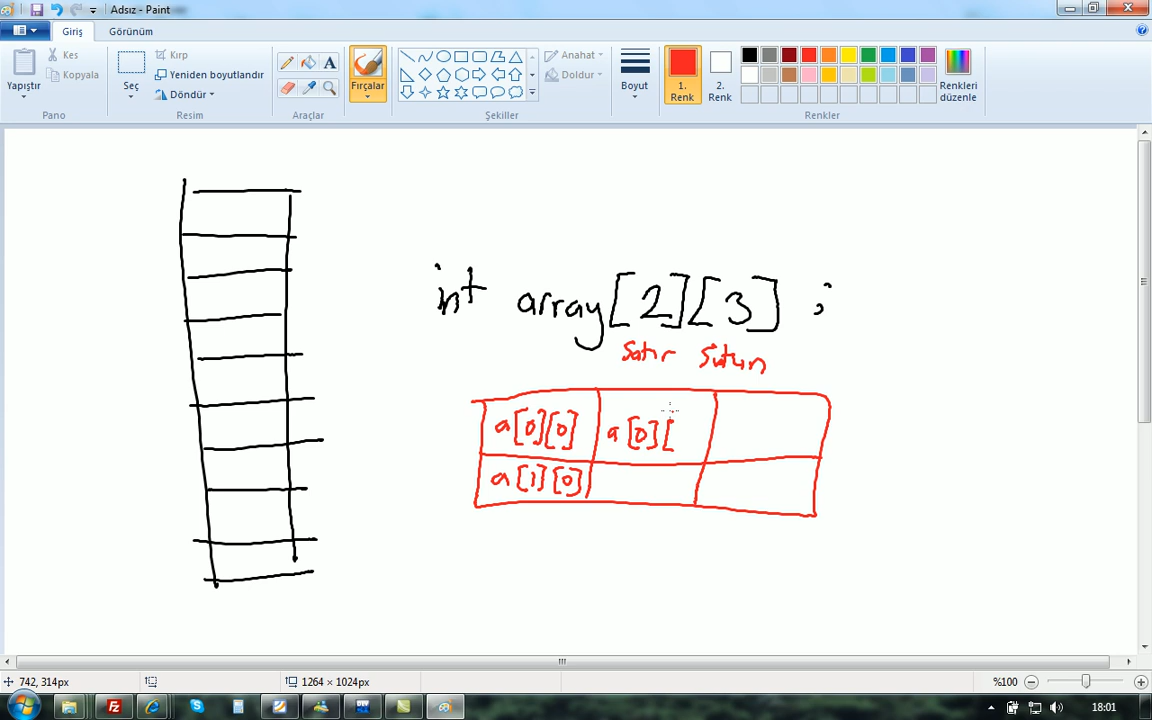 Adsız - Paint
Giriş Görünüm
Yapıştır
Kes
Kopyala
Pano
Seç
Kırp
Yeniden boyutlandır
Döndür
Resim
A
Araçlar
Fırçalar
Anahat
Doldur
Şekiller
Boyut
1. Renk
2. Renk
Renkleri düzenle
Renkler
int array[2][3] ;
Satır Sütun
a[0][0] a[0][
a[1][0]
742, 314px 1264 × 1024px %100
18:01